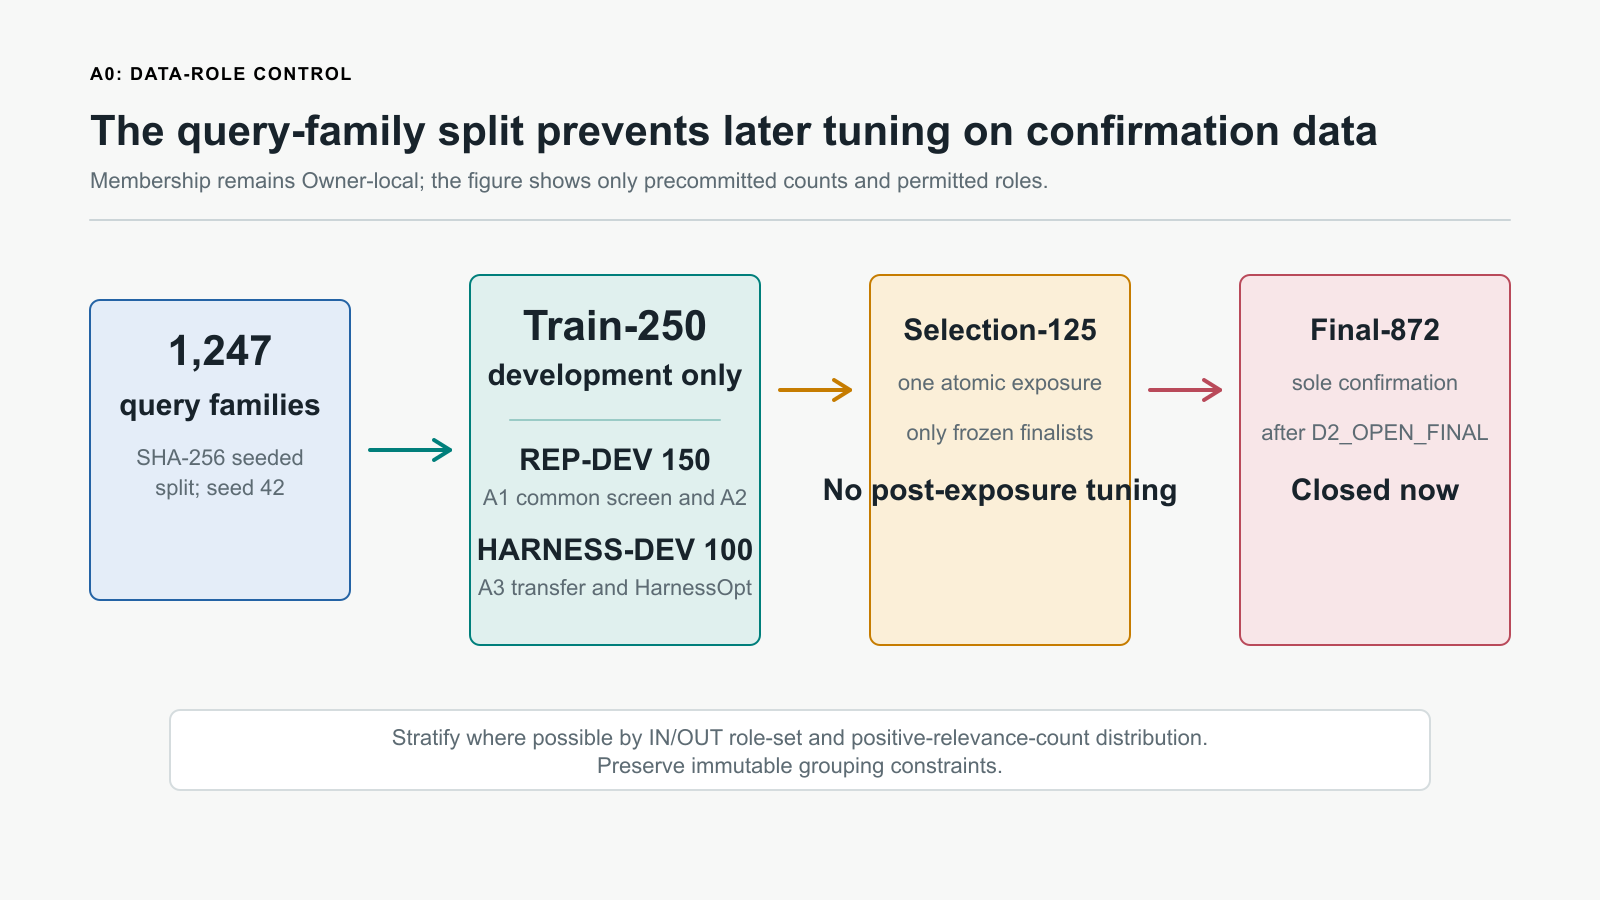 A0: DATA-ROLE CONTROL
The query-family split prevents later tuning on confirmation data
Membership remains Owner-local; the figure shows only precommitted counts and permitted roles.
1,247
query families
SHA-256 seeded
split; seed 42
Train-250
development only
REP-DEV 150
A1 common screen and A2
HARNESS-DEV 100
A3 transfer and HarnessOpt
Selection-125
one atomic exposure
only frozen finalists
No post-exposure tuning
Final-872
sole confirmation
after D2_OPEN_FINAL
Closed now
Stratify where possible by IN/OUT role-set and positive-relevance-count distribution.
Preserve immutable grouping constraints.